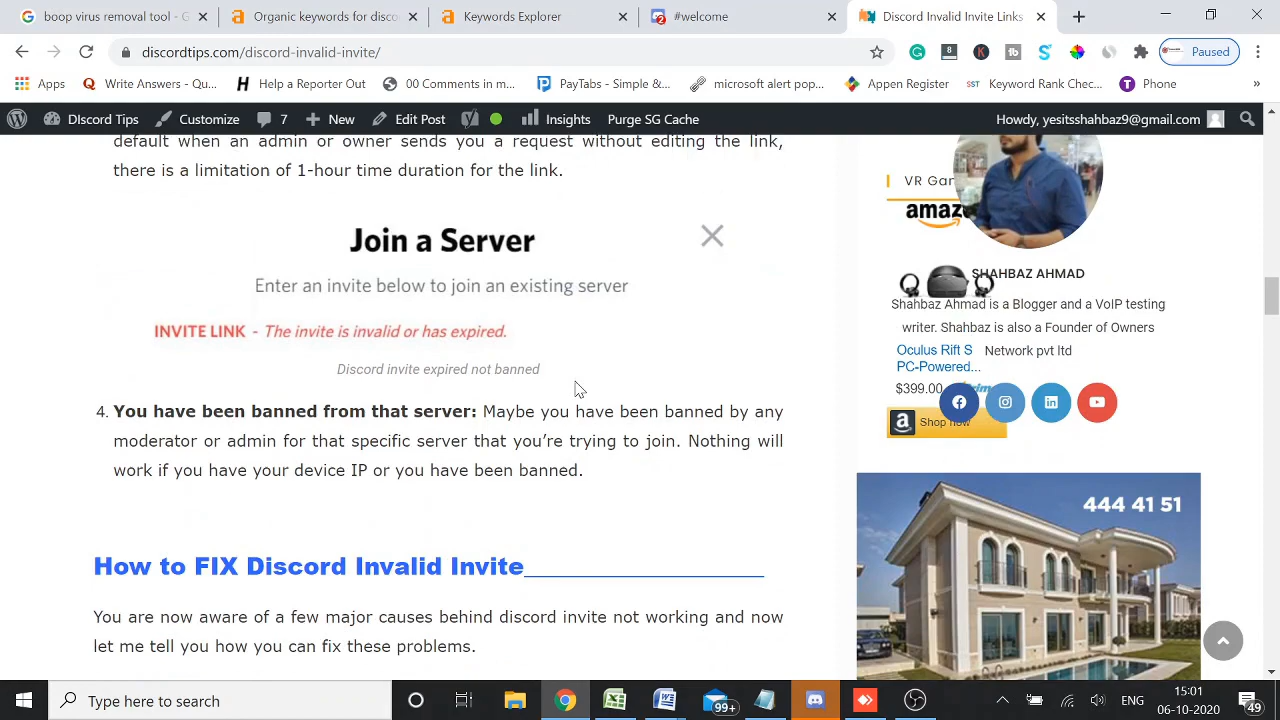 boop virus removal tool - G
Organic keywords for disco
Keywords Explorer
2
#welcome
Discord Invalid Invite Links
discordtips.com/discord-invalid-invite/
8
K
tb
Paused
Apps
Write Answers - Qu...
Help a Reporter Out
00 Comments in m...
PayTabs - Simple &...
microsoft alert pop...
Appen Register
SST
Keyword Rank Chec...
Phone
»
DIscord Tips
Customize
7
New
Edit Post
Insights
Purge SG Cache
Howdy, yesitsshahbaz9@gmail.com
default when an admin or owner sends you a request without editing the link,
there is a limitation of 1-hour time duration for the link.
Join a Server
Enter an invite below to join an existing server
INVITE LINK - The invite is invalid or has expired.
Discord invite expired not banned
4. You have been banned from that server: Maybe you have been banned by any
moderator or admin for that specific server that you're trying to join. Nothing will
work if you have your device IP or you have been banned.
How to FIX Discord Invalid Invite
You are now aware of a few major causes behind discord invite not working and now
let me tell you how you can fix these problems.
VR Gar
amaz
SHAHBAZ AHMAD
Shahbaz Ahmad is a Blogger and a VoIP testing
writer. Shahbaz is also a Founder of Owners
Network pvt ltd
Oculus Rift S
PC-Powered...
$399.00
Shop now
444 41 51
Type here to search
99+
ENG
15:01
06-10-2020
49